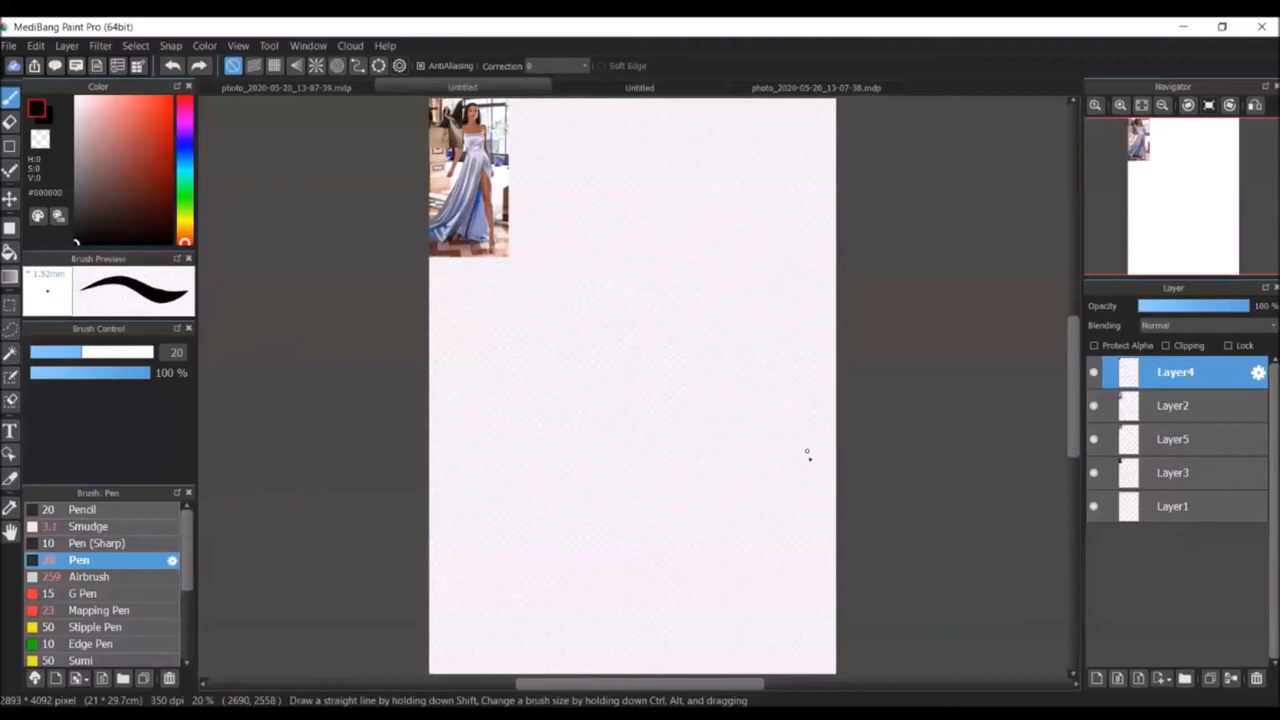 MediBang Paint Pro (64bit)
File Edit Layer Filter Select Snap Color View Tool Window Cloud Help
AntiAliasing Correction 0 Soft Edge
Color
photo_2020-05-20_13-07-39.mdp Untitled Untitled photo_2020-05-20_13-07-38.mdp
Navigator
H:0
S:0
V:0
#000000
Brush Preview
* 1.52mm
Layer
Opacity 100 %
Blending Normal
Brush Control
Protect Alpha Clipping Lock
20
100 %
Layer4
Layer2
Layer5
Layer3
Layer1
Brush: Pen
20 Pencil
3.1 Smudge
10 Pen (Sharp)
Pen
259 Airbrush
15 G Pen
23 Mapping Pen
50 Stipple Pen
10 Edge Pen
50 Sumi
2893 * 4092 pixel (21 * 29.7cm) 350 dpi 20 % ( 2690, 2558 ) Draw a straight line by holding down Shift, Change a brush size by holding down Ctrl, Alt, and dragging